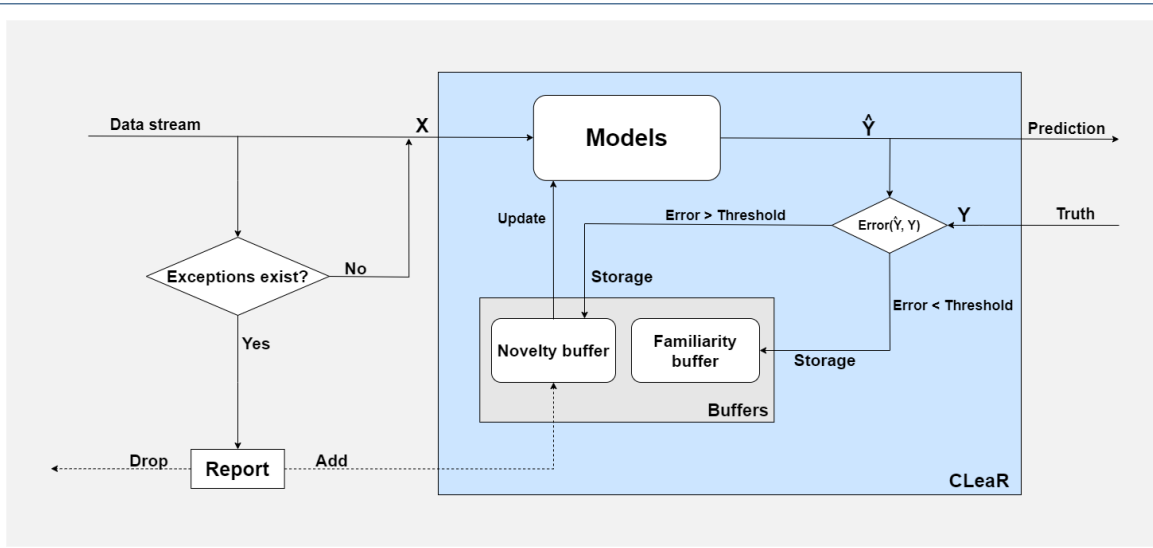 Data stream
X
Models
Ŷ
Prediction
Update
Error > Threshold
Error(Ŷ, Y)
Y
Truth
Exceptions exist?
No
Storage
Error < Threshold
Yes
Novelty buffer
Familiarity
buffer
Storage
Buffers
Drop
Report
Add
CLeaR